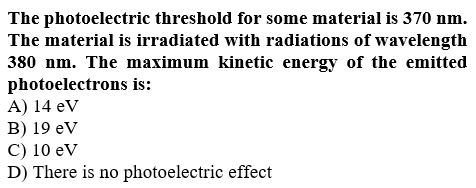 The photoelectric threshold for some material is 370 nm.
The material is irradiated with radiations of wavelength
380 nm. The maximum kinetic energy of the emitted
photoelectrons is:
A) 14 eV
B) 19 eV
C) 10 eV
D) There is no photoelectric effect